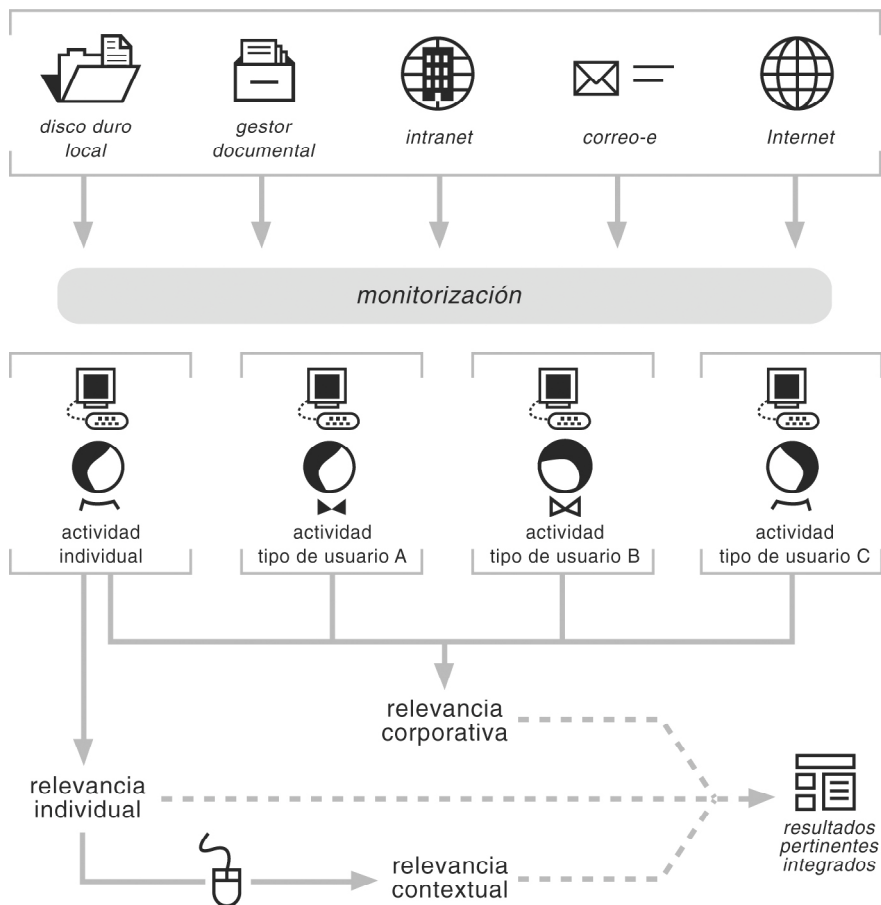 disco duro
local
gestor
documental
intranet
correo-e
Internet
monitorización
actividad
individual
actividad
tipo de usuario A
actividad
tipo de usuario B
actividad
tipo de usuario C
relevancia
corporativa
relevancia
individual
resultados
pertinentes
integrados
relevancia
contextual